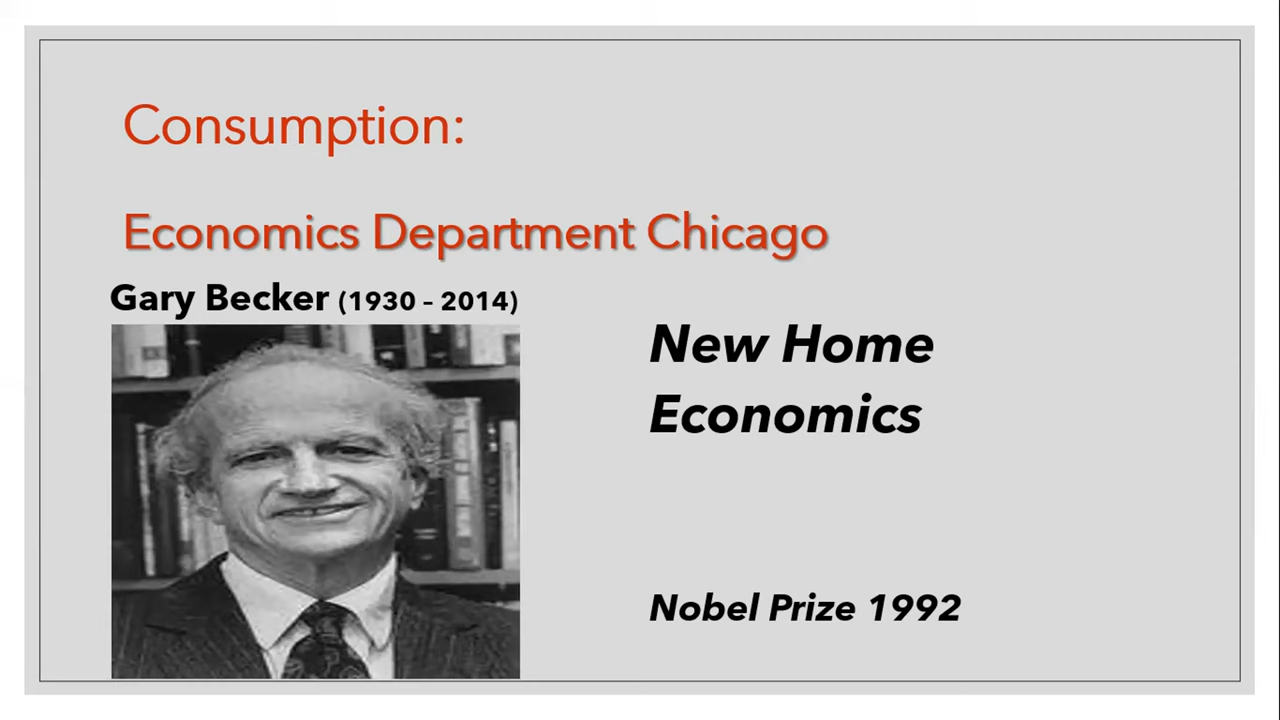 Consumption:
Economics Department Chicago
Gary Becker (1930 – 2014)
New Home
Economics
Nobel Prize 1992